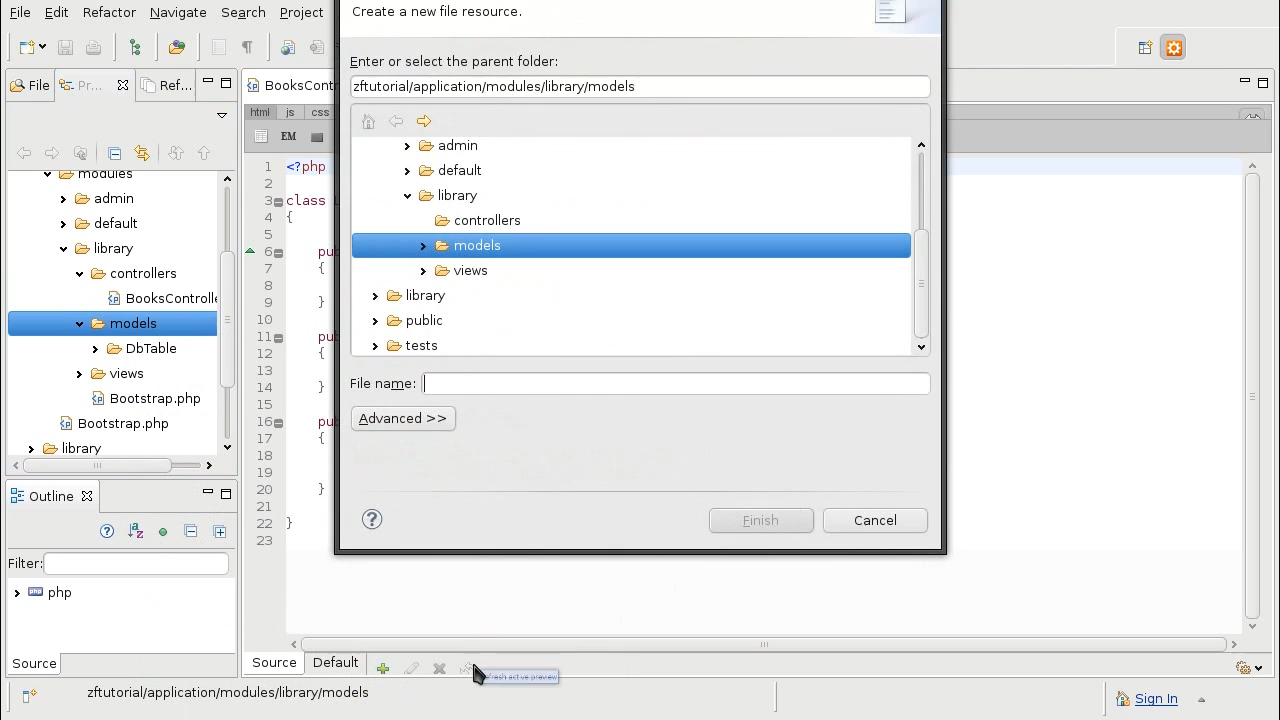 File Edit Refactor Navigate Search Project
Create a new file resource.
Enter or select the parent folder:
zftutorial/application/modules/library/models
admin
default
library
controllers
models
views
library
public
tests
File name:
Advanced >>
Finish
Cancel
File Pr... Ref...
modules
admin
default
library
controllers
BooksControlle
models
DbTable
views
Bootstrap.php
Bootstrap.php
library
Outline
Filter:
php
Source
BooksCont
html js css
EM
1 <?php
2
3 class
4 {
5
6 pu
7 {
8
9 }
10
11 pu
12 {
13
14 }
15
16 pu
17 {
18
19
20 }
21
22 }
23
Source Default
fresh active preview
zftutorial/application/modules/library/models
Sign In